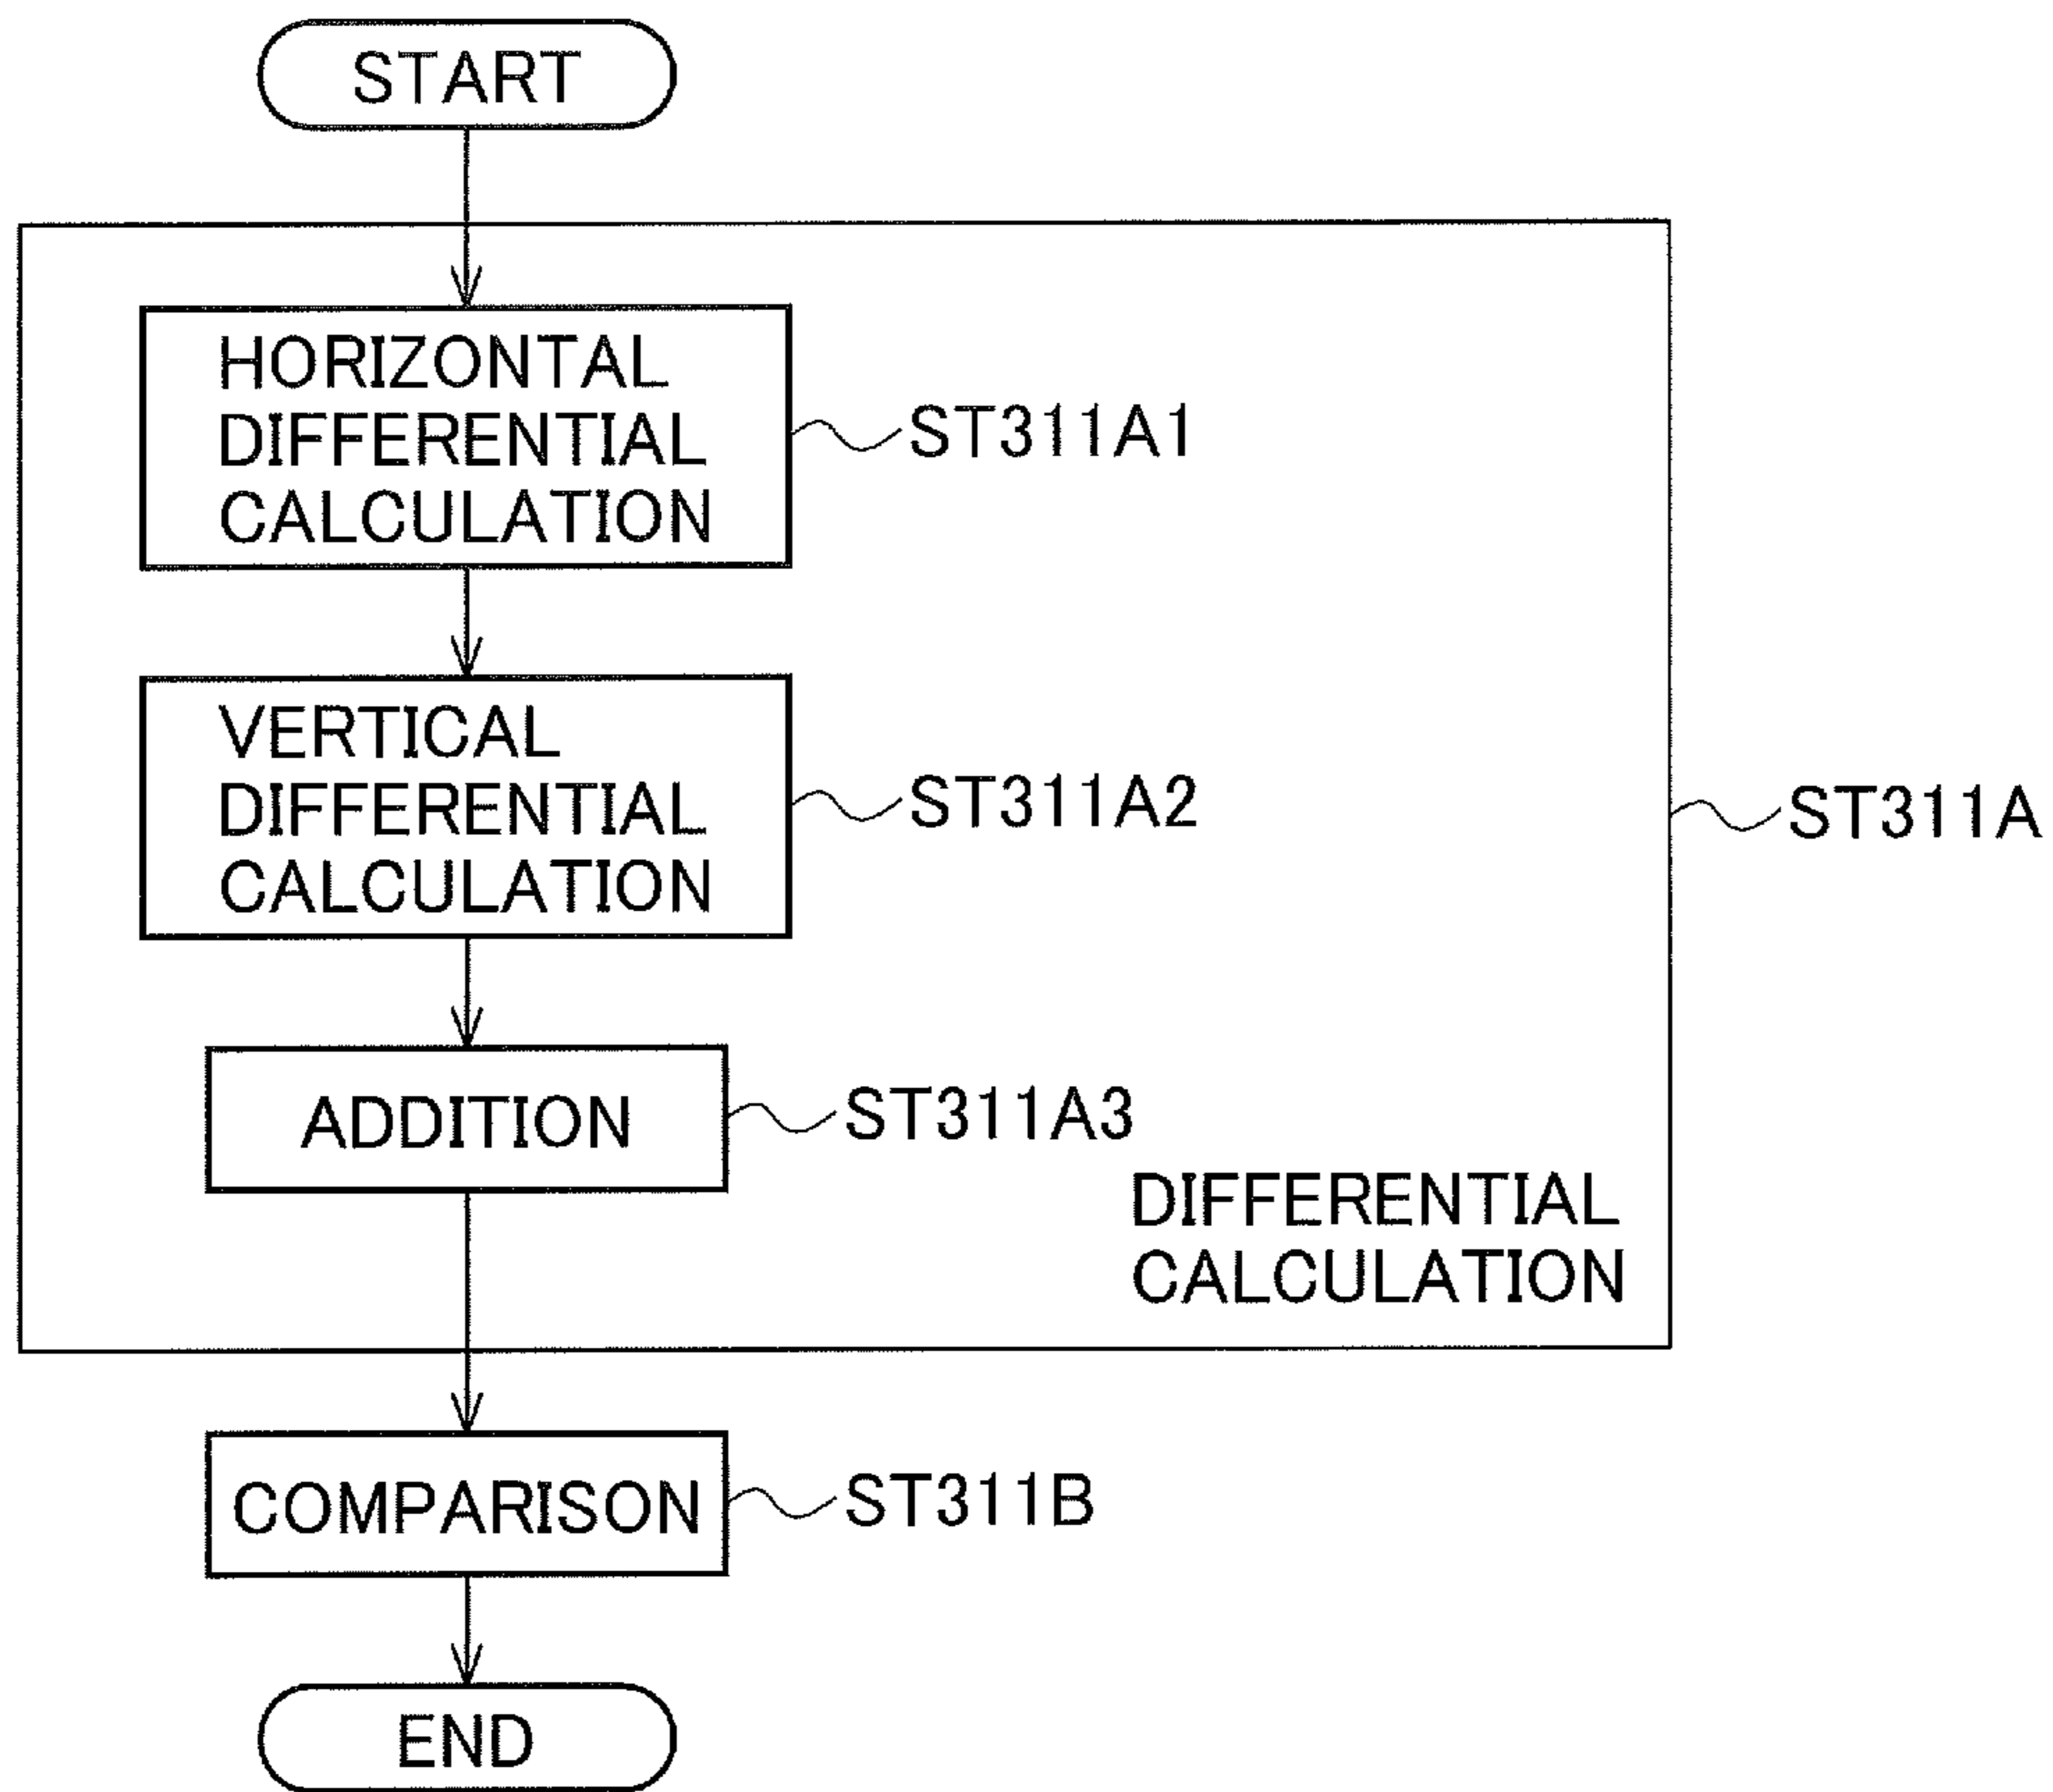 START
HORIZONTAL
DIFFERENTIAL
CALCULATION
ST311A1
VERTICAL
DIFFERENTIAL
CALCULATION
ST311A2
ST311A
ADDITION
ST311A3
DIFFERENTIAL
CALCULATION
COMPARISON
ST311B
END